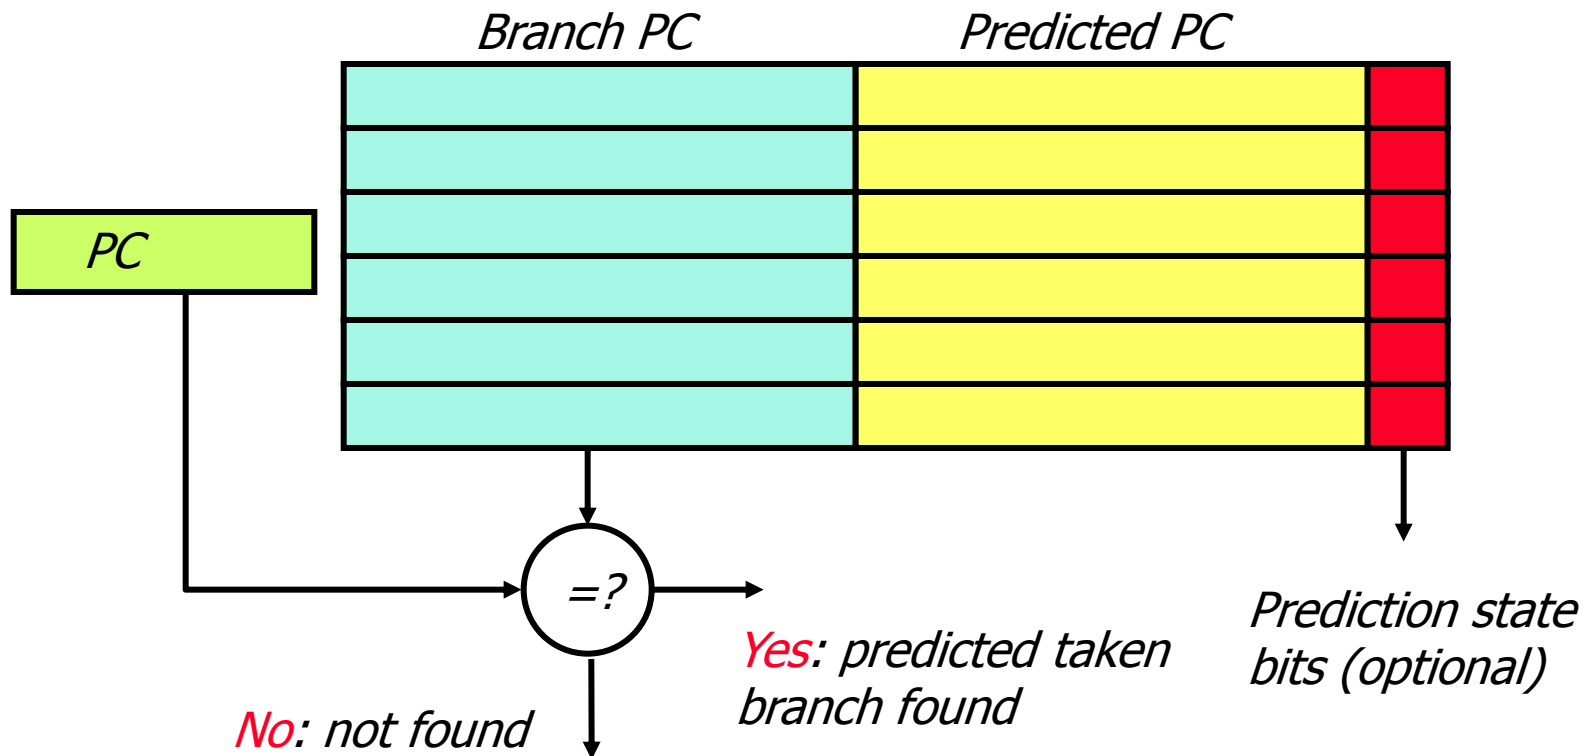 Branch PC
Predicted PC
PC
=?
Yes: predicted taken
branch found
No: not found
Prediction state
bits (optional)